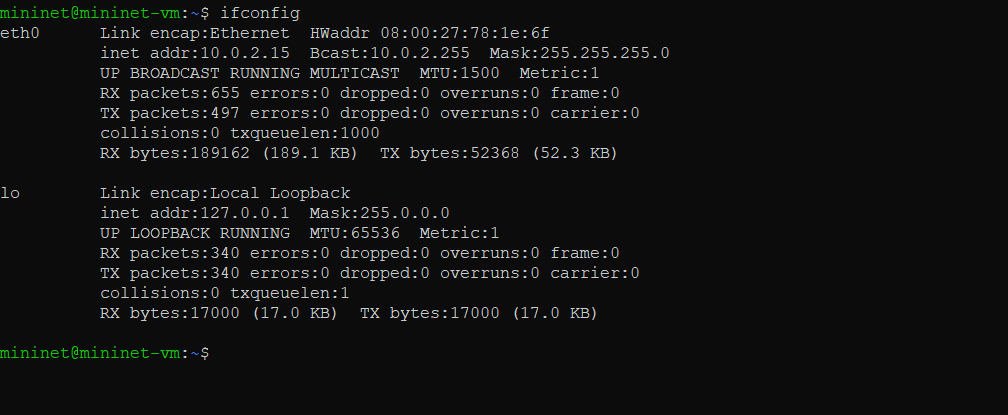 mininet@mininet-vm:~$ ifconfig
eth0      Link encap:Ethernet  HWaddr 08:00:27:78:1e:6f
          inet addr:10.0.2.15  Bcast:10.0.2.255  Mask:255.255.255.0
          UP BROADCAST RUNNING MULTICAST  MTU:1500  Metric:1
          RX packets:655 errors:0 dropped:0 overruns:0 frame:0
          TX packets:497 errors:0 dropped:0 overruns:0 carrier:0
          collisions:0 txqueuelen:1000
          RX bytes:189162 (189.1 KB)  TX bytes:52368 (52.3 KB)

lo        Link encap:Local Loopback
          inet addr:127.0.0.1  Mask:255.0.0.0
          UP LOOPBACK RUNNING  MTU:65536  Metric:1
          RX packets:340 errors:0 dropped:0 overruns:0 frame:0
          TX packets:340 errors:0 dropped:0 overruns:0 carrier:0
          collisions:0 txqueuelen:1
          RX bytes:17000 (17.0 KB)  TX bytes:17000 (17.0 KB)

mininet@mininet-vm:~$